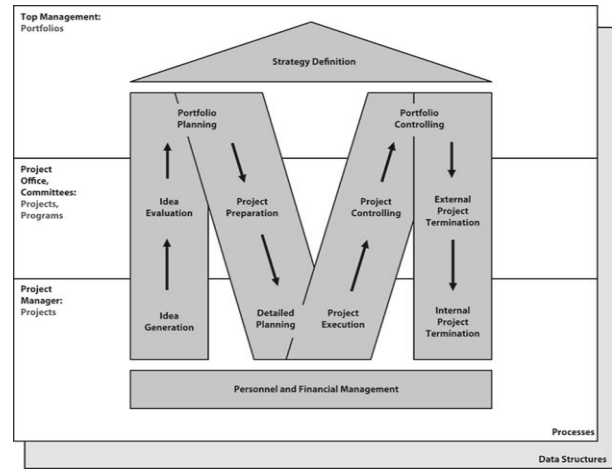 Top Management:
Portfolios
Strategy Definition
Portfolio
Planning
Portfolio
Controlling
Project
Office,
Committees:
Projects,
Programs
Idea
Evaluation
Project
Preparation
Project
Controlling
External
Project
Termination
Project
Manager:
Projects
Idea
Generation
Detailed
Planning
Project
Execution
Internal
Project
Termination
Personnel and Financial Management
Processes
Data Structures